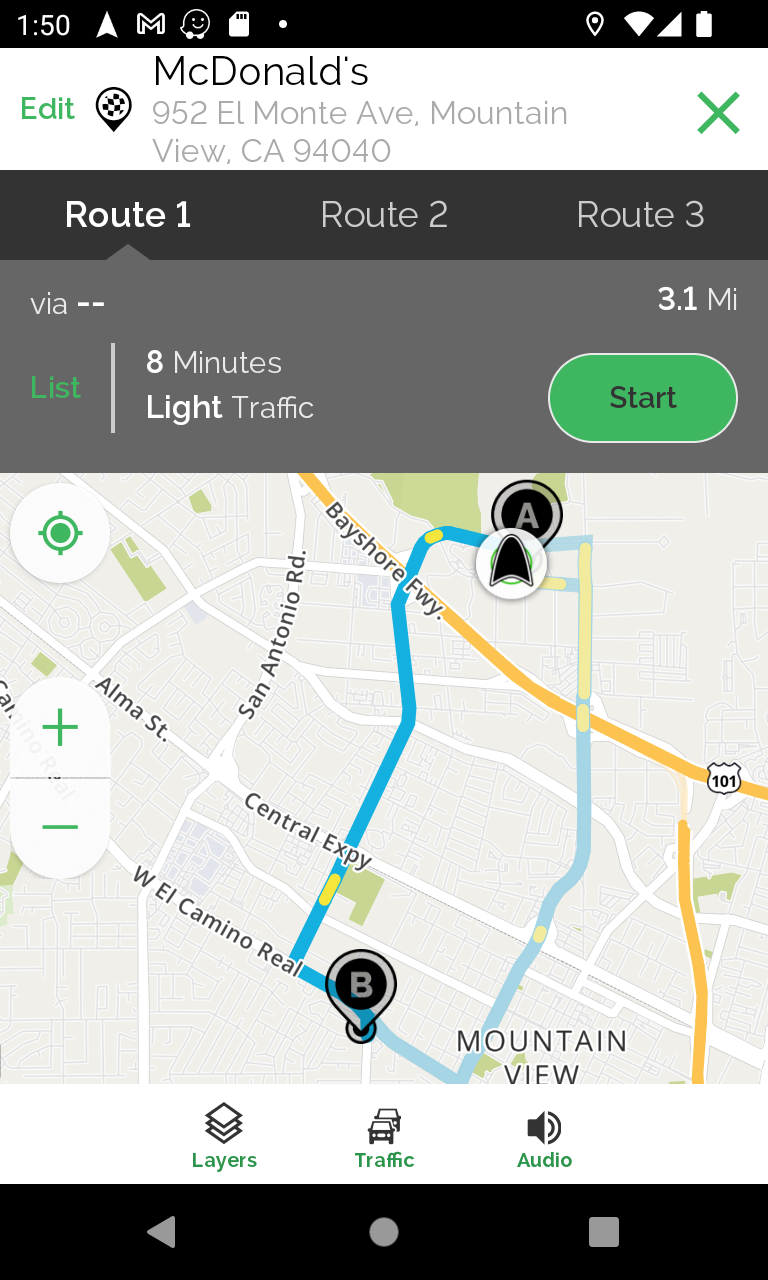 1:50
McDonald's
Edit
952 El Monte Ave, Mountain
View, CA 94040
Route 1
Route 2
Route 3
via --
3.1 Mi
8 Minutes
List
Light Traffic
Start
A
Bayshore Fwy.
San Antonio Rd.
Alma St.
Camino Real
101
Central Expy
W El Camino Real
B
MOUNTAIN
VIEW
Layers
Traffic
Audio